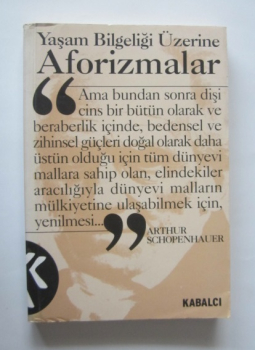 Yaşam Bilgeliği Üzerine
Aforizmalar
“Ama bundan sonra dişi
cins bir bütün olarak ve
beraberlik içinde, bedensel ve
zihinsel güçleri doğal olarak daha
üstün olduğu için tüm dünyevi
mallara sahip olan, elindekiler
aracılığıyla dünyevi malların
mülkiyetine ulaşabilmek için,
yenilmesi...”
ARTHUR
SCHOPENHAUER
K
KABALCI